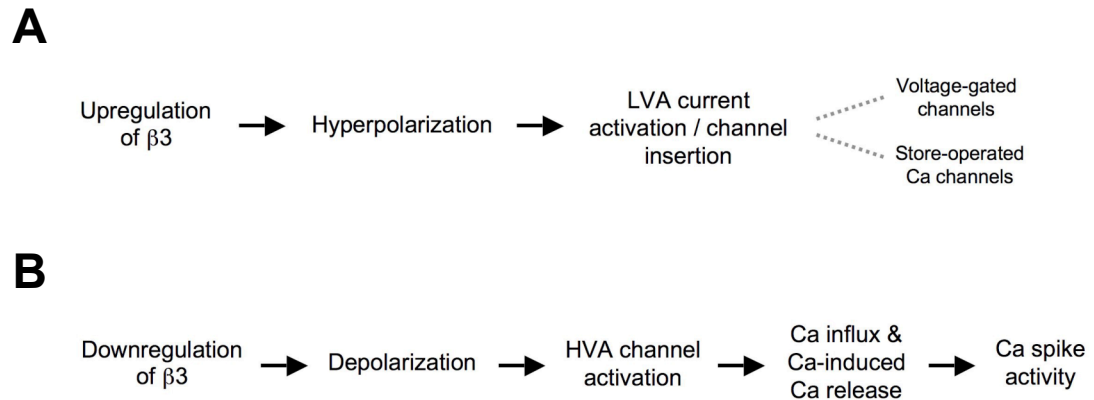 A
Upregulation
of β3
Hyperpolarization
LVA current
activation / channel
insertion
Voltage-gated
channels
Store-operated
Ca channels
B
Downregulation
of β3
Depolarization
HVA channel
activation
Ca influx &
Ca-induced
Ca release
Ca spike
activity